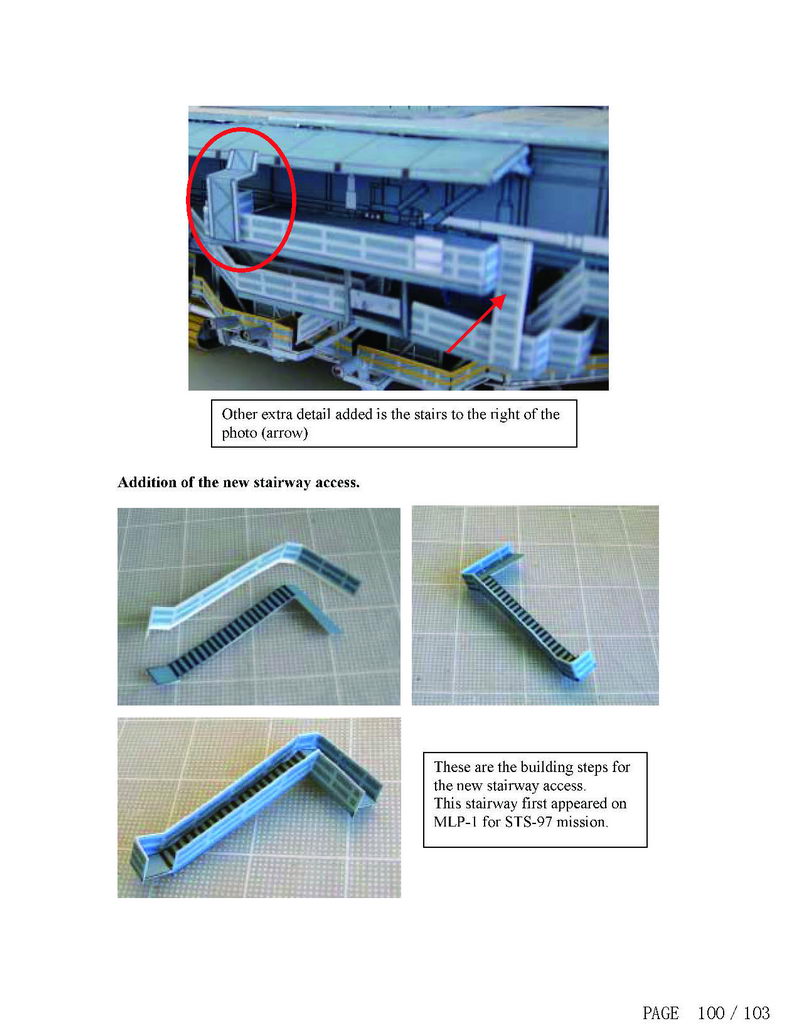 Other extra detail added is the stairs to the right of the
photo (arrow)
Addition of the new stairway access.
These are the building steps for
the new stairway access.
This stairway first appeared on
MLP-1 for STS-97 mission.
PAGE 100 / 103